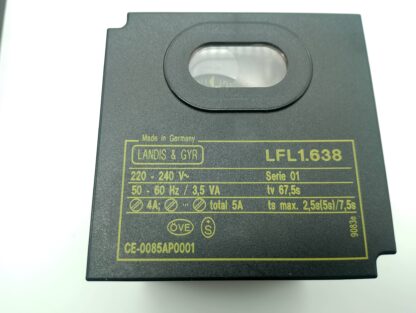 Made in Germany
LANDIS & GYR LFL1.638
220 - 240 V~ Serie 01
50 - 60 Hz / 3,5 VA tv 67,5s
4A; ··· total 5A ts max. 2,5s(5s)/7,5s
ÖVE S
CE-0085AP0001
9083e